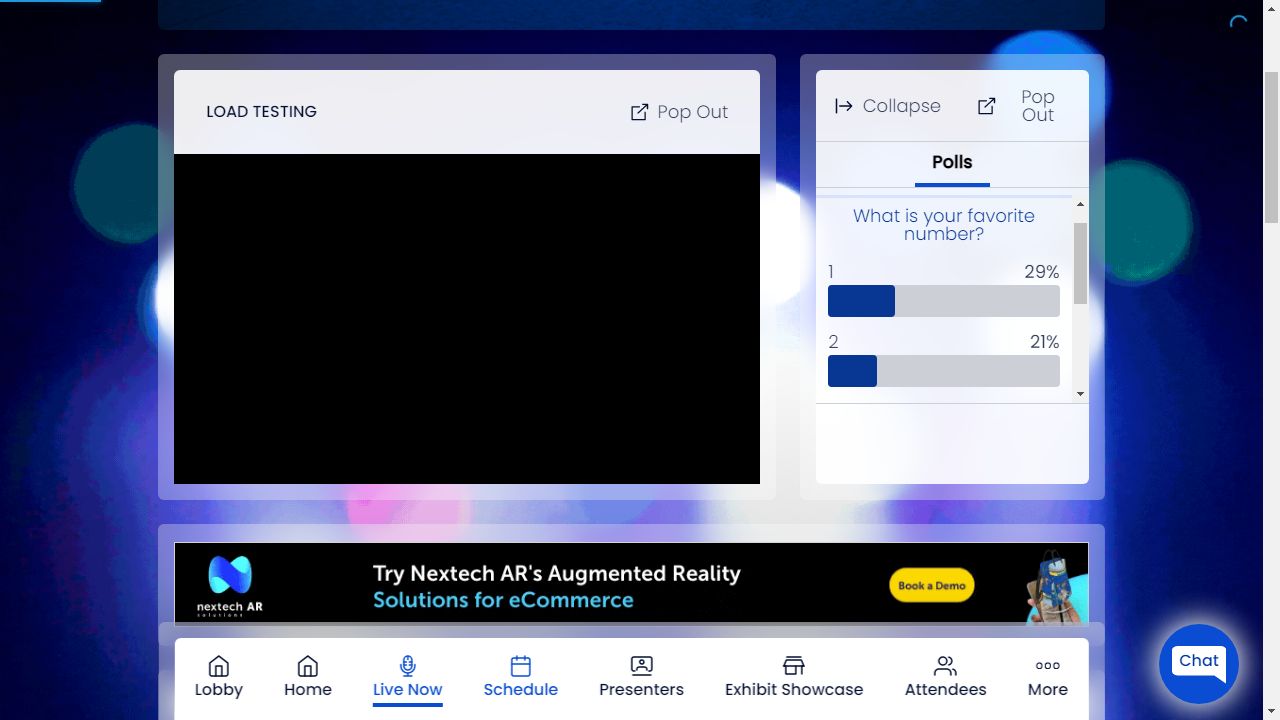 LOAD TESTING
Pop Out
Collapse
Pop
Out
Polls
What is your favorite
number?
1 29%
2 21%
nextech AR
solutions
Try Nextech AR's Augmented Reality
Solutions for eCommerce
Book a Demo
Lobby
Home
Live Now
Schedule
Presenters
Exhibit Showcase
Attendees
More
Chat